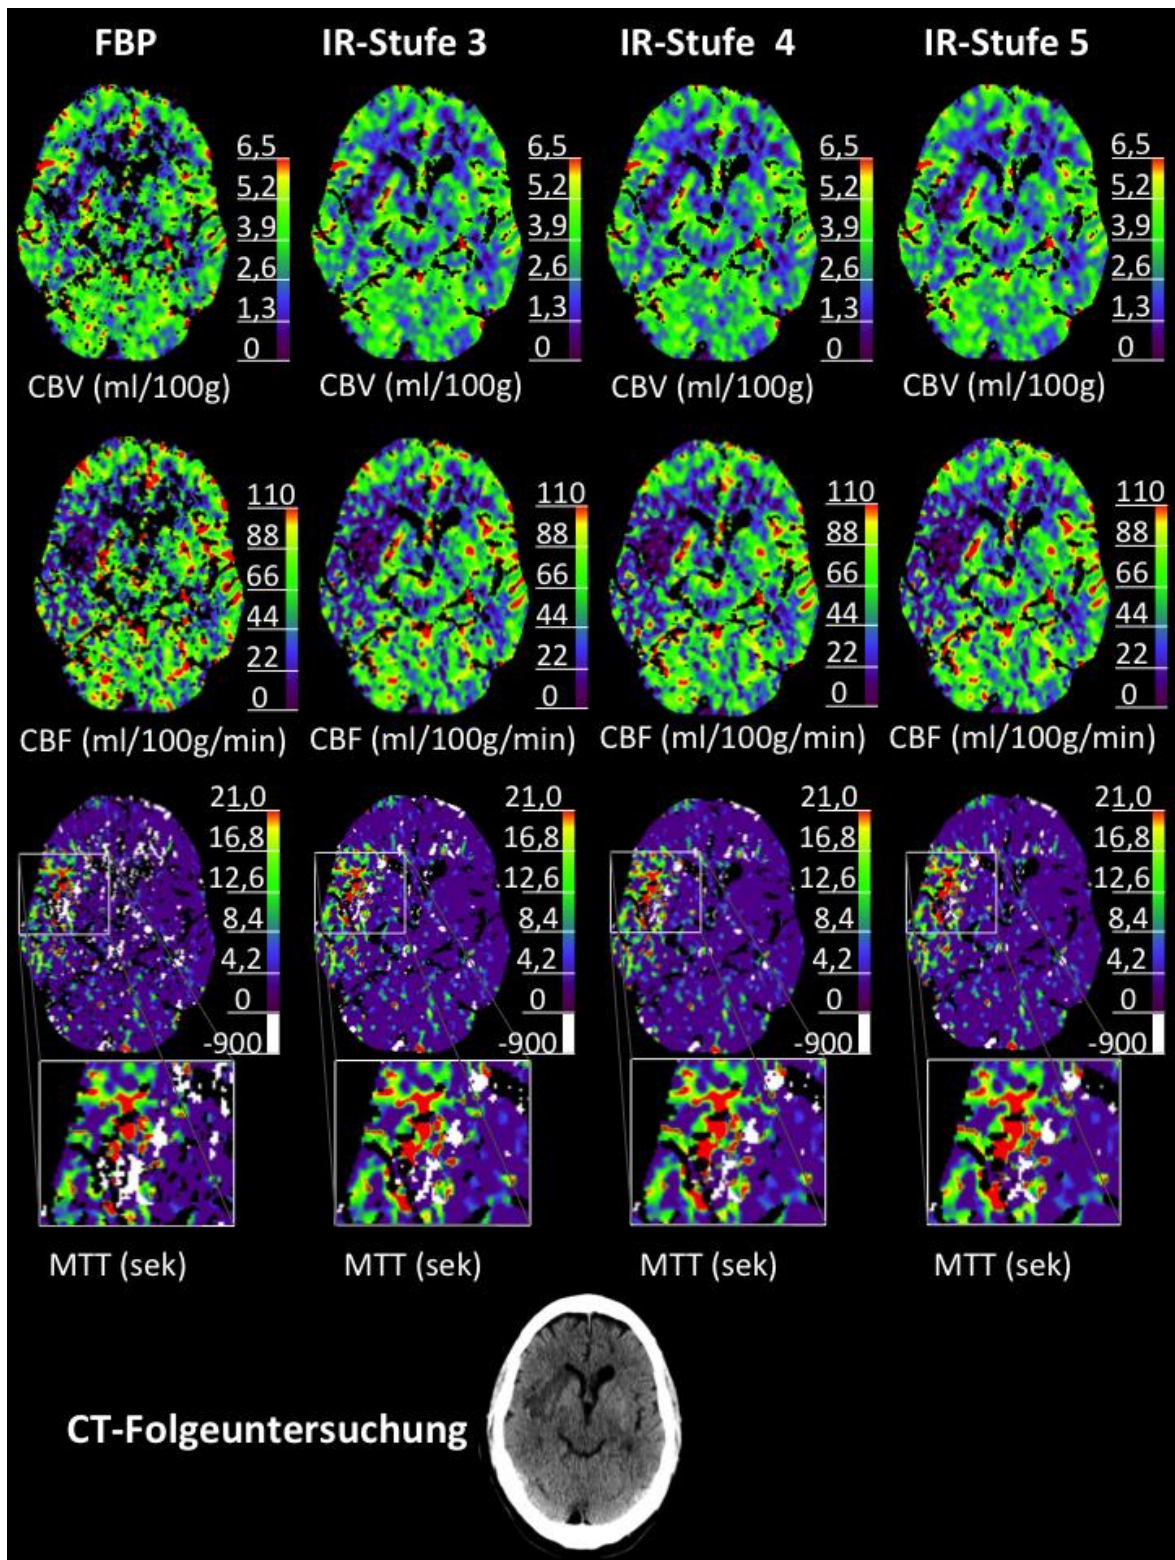 FBP IR-Stufe 3 IR-Stufe 4 IR-Stufe 5
6,5 6,5 6,5 6,5
5,2 5,2 5,2 5,2
3,9 3,9 3,9 3,9
2,6 2,6 2,6 2,6
1,3 1,3 1,3 1,3
0 0 0 0
CBV (ml/100g) CBV (ml/100g) CBV (ml/100g) CBV (ml/100g)
110 110 110 110
88 88 88 88
66 66 66 66
44 44 44 44
22 22 22 22
0 0 0 0
CBF (ml/100g/min) CBF (ml/100g/min) CBF (ml/100g/min) CBF (ml/100g/min)
21,0 21,0 21,0 21,0
16,8 16,8 16,8 16,8
12,6 12,6 12,6 12,6
8,4 8,4 8,4 8,4
4,2 4,2 4,2 4,2
0 0 0 0
-900 -900 -900 -900
MTT (sek) MTT (sek) MTT (sek) MTT (sek)
CT-Folgeuntersuchung